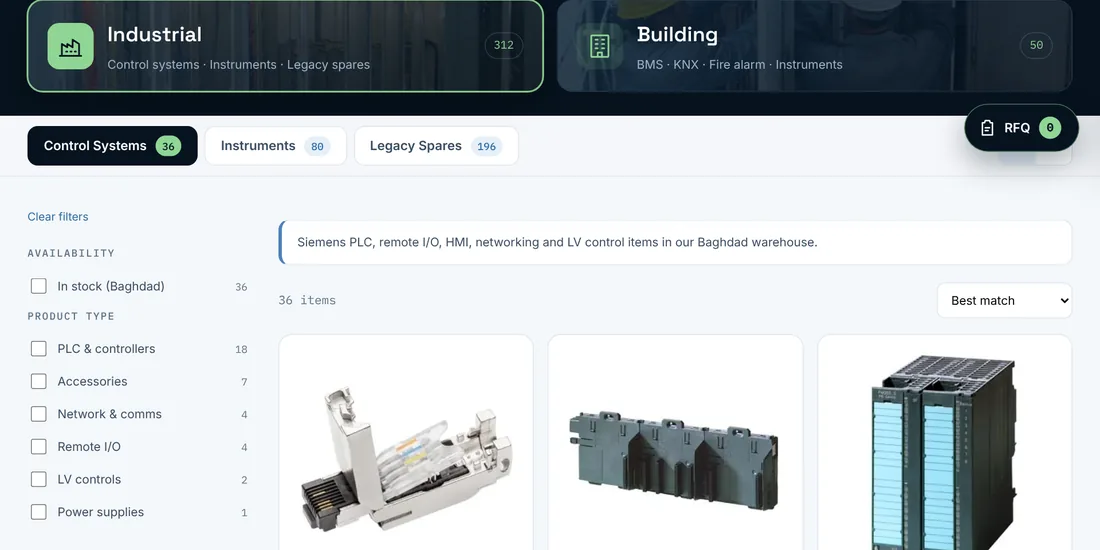 Industrial
312
Control systems · Instruments · Legacy spares
Building
50
BMS · KNX · Fire alarm · Instruments
RFQ 0
Control Systems 36
Instruments 80
Legacy Spares 196
Clear filters
AVAILABILITY
In stock (Baghdad) 36
PRODUCT TYPE
PLC & controllers 18
Accessories 7
Network & comms 4
Remote I/O 4
LV controls 2
Power supplies 1
Siemens PLC, remote I/O, HMI, networking and LV control items in our Baghdad warehouse.
36 items
Best match